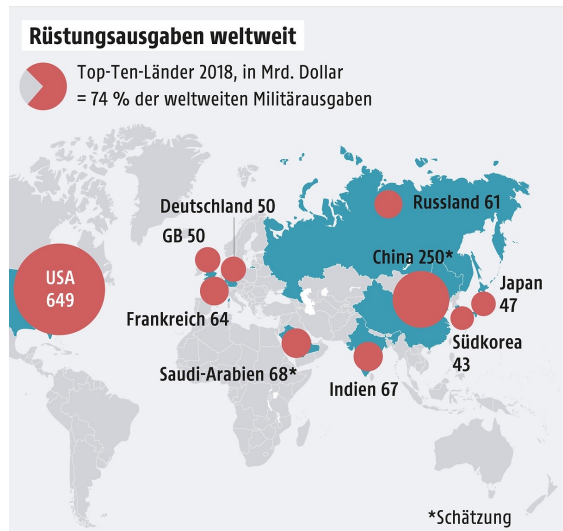 Rüstungsausgaben weltweit
Top-Ten-Länder 2018, in Mrd. Dollar
= 74 % der weltweiten Militärausgaben
Deutschland 50
Russland 61
GB 50
China 250*
USA
649
Japan
47
Frankreich 64
Südkorea
43
Saudi-Arabien 68*
Indien 67
*Schätzung